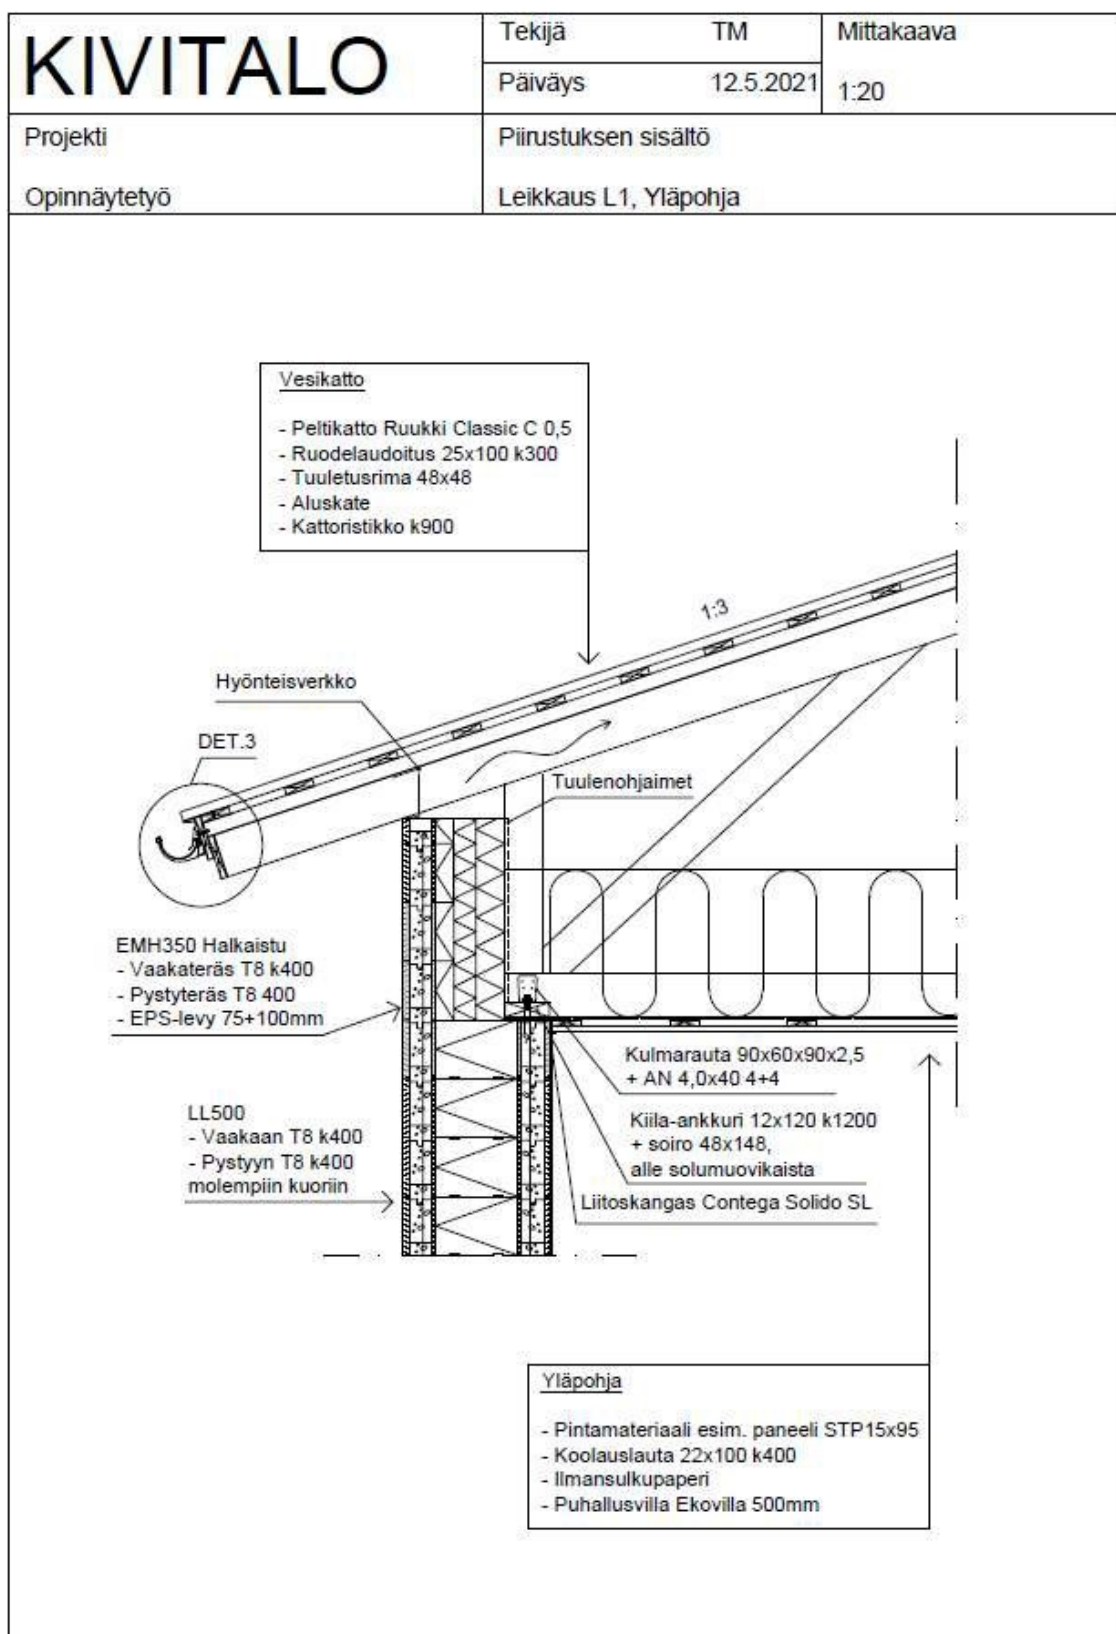 KIVITALO
Tekijä TM
Mittakaava
Päiväys 12.5.2021
1:20
Projekti
Opinnäytetyö
Piirustuksen sisältö
Leikkaus L1, Yläpohja
Vesikatto
- Peltikatto Ruukki Classic C 0,5
- Ruodelaudoitus 25x100 k300
- Tuuletusrima 48x48
- Aluskate
- Kattoristikko k900
1:3
Hyönteisverkko
DET.3
Tuulenohjaimet
EMH350 Halkaistu
- Vaakateräs T8 k400
- Pystyteräs T8 400
- EPS-levy 75+100mm
Kulmarauta 90x60x90x2,5
+ AN 4,0x40 4+4
Kiila-ankkuri 12x120 k1200
+ soiro 48x148,
alle solumuovikaista
Liitoskangas Contega Solido SL
LL500
- Vaakaan T8 k400
- Pystyyn T8 k400
molempiin kuoriin
Yläpohja
- Pintamateriaali esim. paneeli STP15x95
- Koolauslauta 22x100 k400
- Ilmansulkupaperi
- Puhallusvilla Ekovilla 500mm